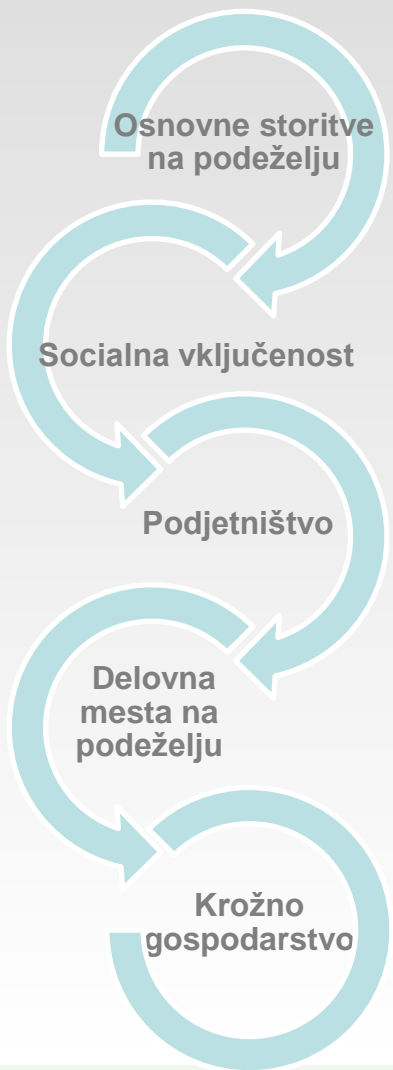 Osnovne storitve
na podeželju
Socialna vključenost
Podjetništvo
Delovna
mesta na
podeželju
Krožno
gospodarstvo